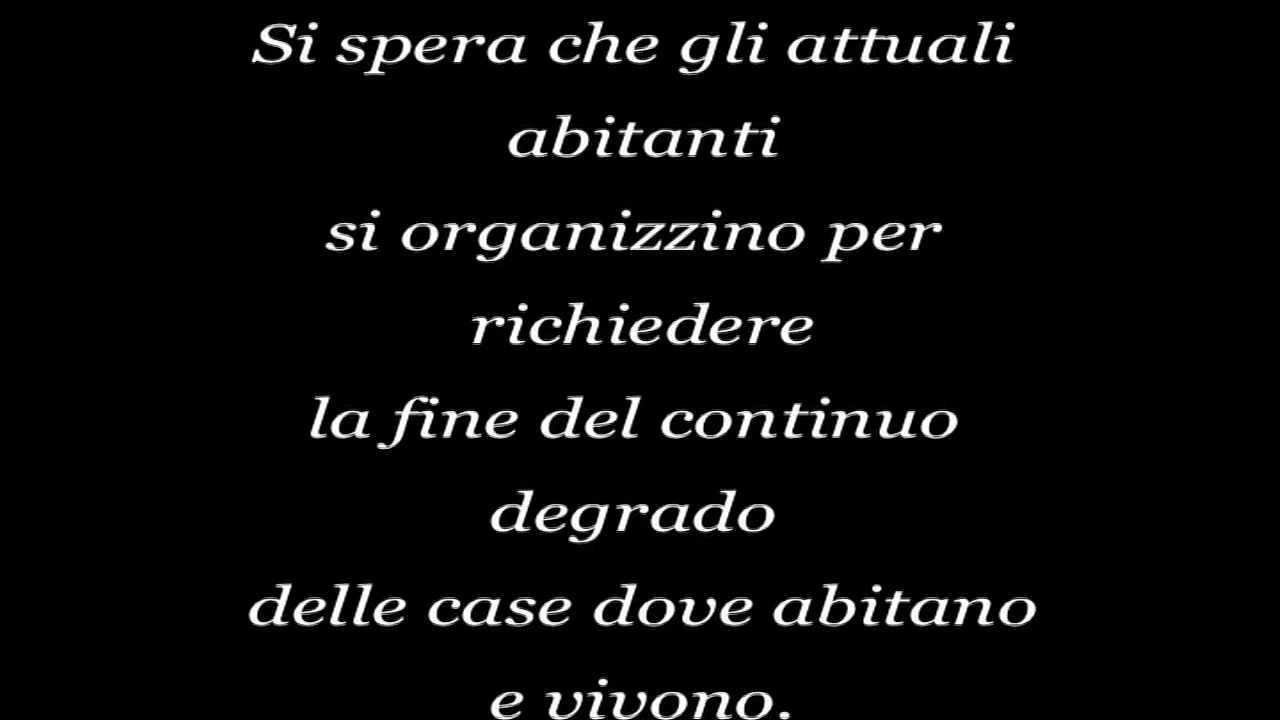 Si spera che gli attuali
abitanti
si organizzino per
richiedere
la fine del continuo
degrado
delle case dove abitano
e vivono.